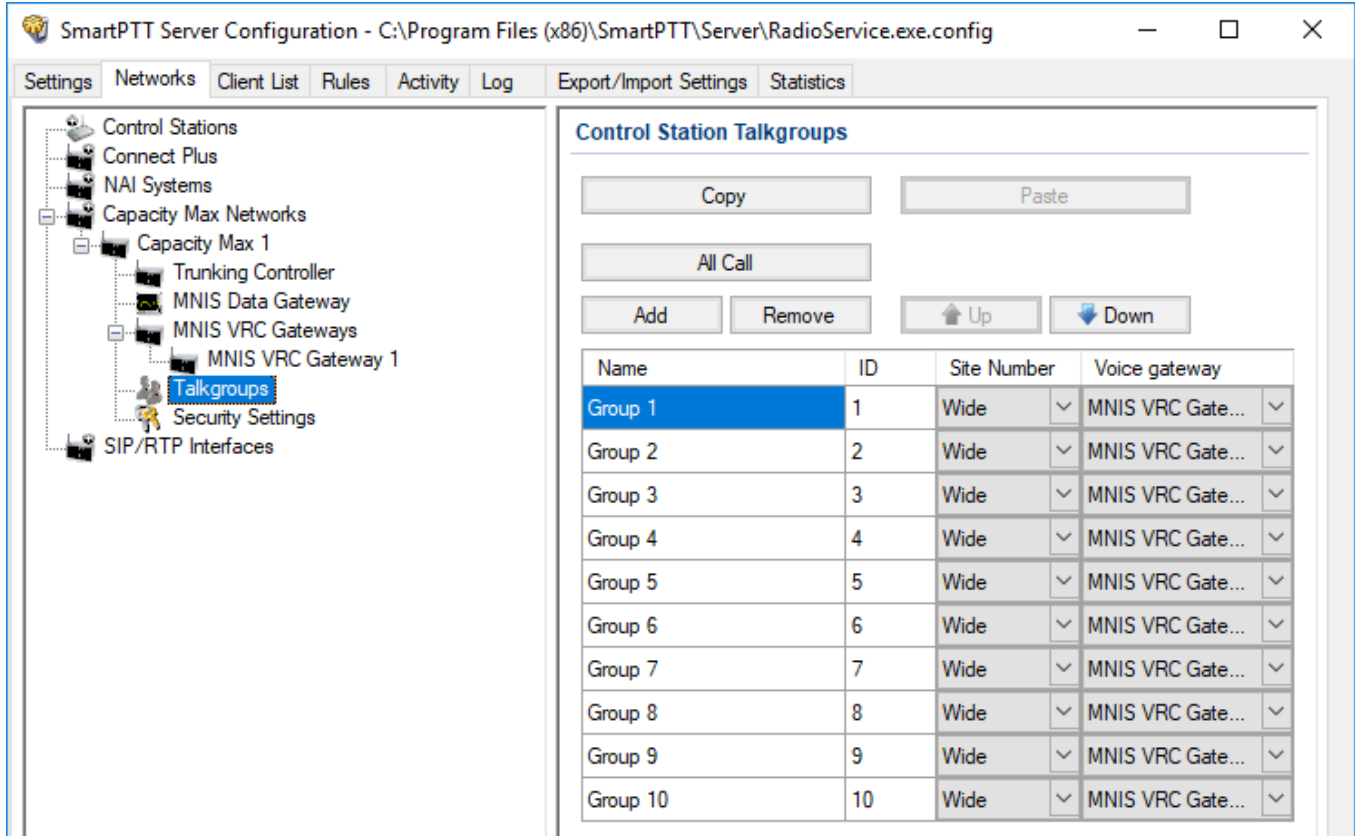 SmartPTT Server Configuration - C:\Program Files (x86)\SmartPTT\Server\RadioService.exe.config
Settings Networks Client List Rules Activity Log Export/Import Settings Statistics
Control Stations
Connect Plus
NAI Systems
Capacity Max Networks
Capacity Max 1
Trunking Controller
MNIS Data Gateway
MNIS VRC Gateways
MNIS VRC Gateway 1
Talkgroups
Security Settings
SIP/RTP Interfaces
Control Station Talkgroups
Copy Paste
All Call
Add Remove Up Down
Name ID Site Number Voice gateway
Group 1 1 Wide MNIS VRC Gate...
Group 2 2 Wide MNIS VRC Gate...
Group 3 3 Wide MNIS VRC Gate...
Group 4 4 Wide MNIS VRC Gate...
Group 5 5 Wide MNIS VRC Gate...
Group 6 6 Wide MNIS VRC Gate...
Group 7 7 Wide MNIS VRC Gate...
Group 8 8 Wide MNIS VRC Gate...
Group 9 9 Wide MNIS VRC Gate...
Group 10 10 Wide MNIS VRC Gate...